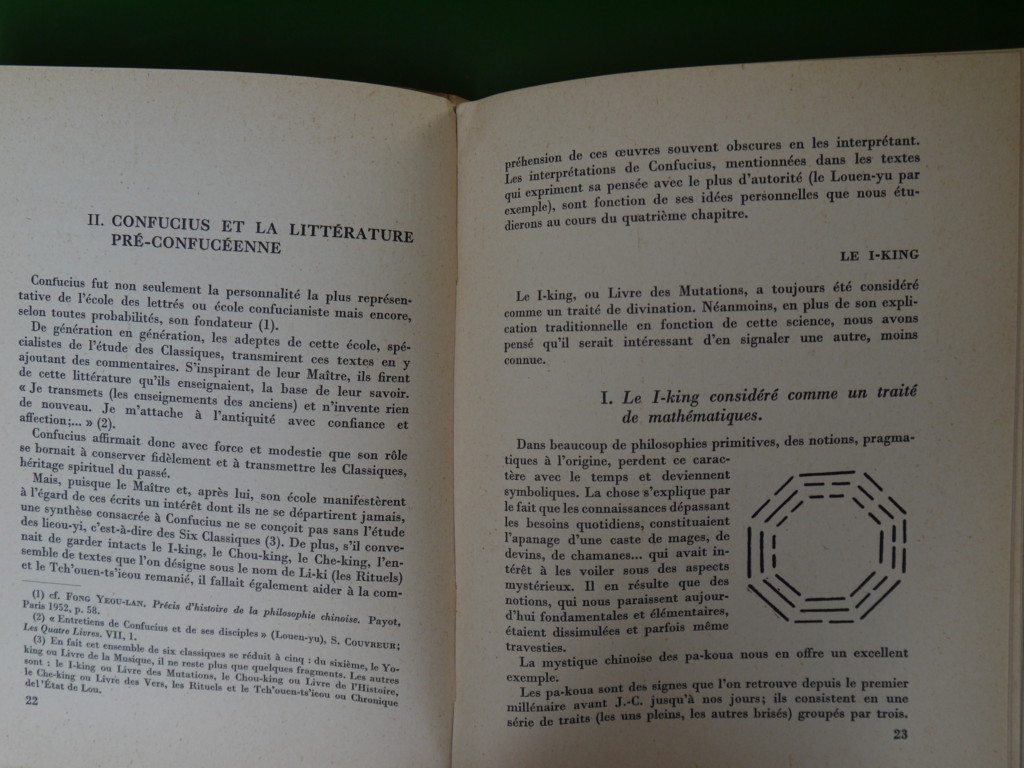 II. CONFUCIUS ET LA LITTÉRATURE
PRÉ-CONFUCÉENNE
Confucius fut non seulement la personnalité la plus représen-
tative de l'école des lettrés ou école confucianiste mais encore,
selon toutes probabilités, son fondateur (1).
De génération en génération, les adeptes de cette école, spé-
cialistes de l'étude des Classiques, transmirent ces textes en y
ajoutant des commentaires. S'inspirant de leur Maître, ils firent
de cette littérature qu'ils enseignaient, la base de leur savoir.
« Je transmets (les enseignements des anciens) et n'invente rien
de nouveau. Je m'attache à l'antiquité avec confiance et
affection;... » (2).
Confucius affirmait donc avec force et modestie que son rôle
se bornait à conserver fidèlement et à transmettre les Classiques,
héritage spirituel du passé.
Mais, puisque le Maître et, après lui, son école manifestèrent
à l'égard de ces écrits un intérêt dont ils ne se départirent jamais,
une synthèse consacrée à Confucius ne se conçoit pas sans l'étude
des lieou-yi, c'est-à-dire des Six Classiques (3). De plus, s'il conve-
nait de garder intacts le I-king, le Chou-king, le Che-king, l'en-
semble de textes que l'on désigne sous le nom de Li-ki (les Rituels)
et le Tch'ouen-ts'ieou remanié, il fallait également aider à la com-
(1) cf. FONG YEOU-LAN. Précis d'histoire de la philosophie chinoise. Payot,
Paris 1952, p. 58.
(2) « Entretiens de Confucius et de ses disciples » (Louen-yu), S. COUVREUR;
Les Quatre Livres. VII, 1.
(3) En fait cet ensemble de six classiques se réduit à cinq : du sixième, le Yo-
king ou Livre de la Musique, il ne reste plus que quelques fragments. Les autres
sont : le I-king ou Livre des Mutations, le Chou-king ou Livre de l'Histoire,
le Che-king ou Livre des Vers, les Rituels et le Tch'ouen-ts'ieou ou Chronique
del'État de Lou.
22
préhension de ces œuvres souvent obscures en les interprétant.
Les interprétations de Confucius, mentionnées dans les textes
qui expriment sa pensée avec le plus d'autorité (le Louen-yu par
exemple), sont fonction de ses idées personnelles que nous étu-
dierons au cours du quatrième chapitre.
LE I-KING
Le I-king, ou Livre des Mutations, a toujours été considéré
comme un traité de divination. Néanmoins, en plus de son expli-
cation traditionnelle en fonction de cette science, nous avons
pensé qu'il serait intéressant d'en signaler une autre, moins
connue.
I. Le I-king considéré comme un traité
de mathématiques.
Dans beaucoup de philosophies primitives, des notions, pragma-
tiques à l'origine, perdent ce carac-
tère avec le temps et deviennent
symboliques. La chose s'explique par
le fait que les connaissances dépassant
les besoins quotidiens, constituaient
l'apanage d'une caste de mages, de
devins, de chamanes... qui avait in-
térêt à les voiler sous des aspects
mystérieux. Il en résulte que des
notions, qui nous paraissent aujour-
d'hui fondamentales et élémentaires,
étaient dissimulées et parfois même
travesties.
La mystique chinoise des pa-koua nous en offre un excellent
exemple.
Les pa-koua sont des signes que l'on retrouve depuis le premier
millénaire avant J.-C. jusqu'à nos jours; ils consistent en une
série de traits (les uns pleins, les autres brisés) groupés par trois.
23